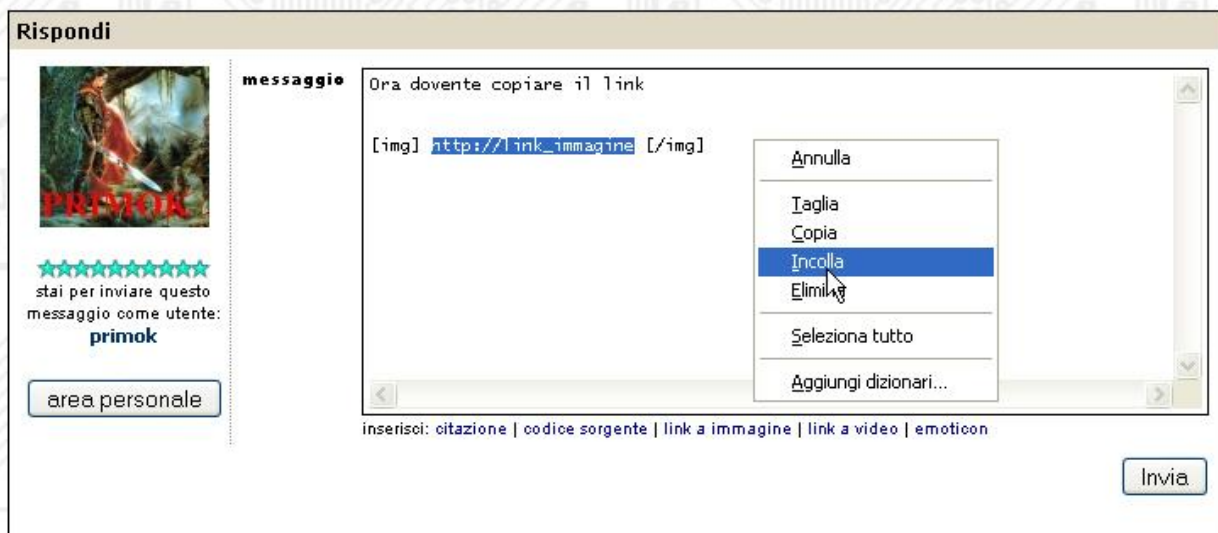 Rispondi
PRIMOK
stai per inviare questo
messaggio come utente:
primok
area personale
messaggio
Ora dovente copiare il link
[img] http://link_immagine [/img]
Annulla
Taglia
Copia
Incolla
Elimina
Seleziona tutto
Aggiungi dizionari...
inserisci: citazione | codice sorgente | link a immagine | link a video | emoticon
Invia